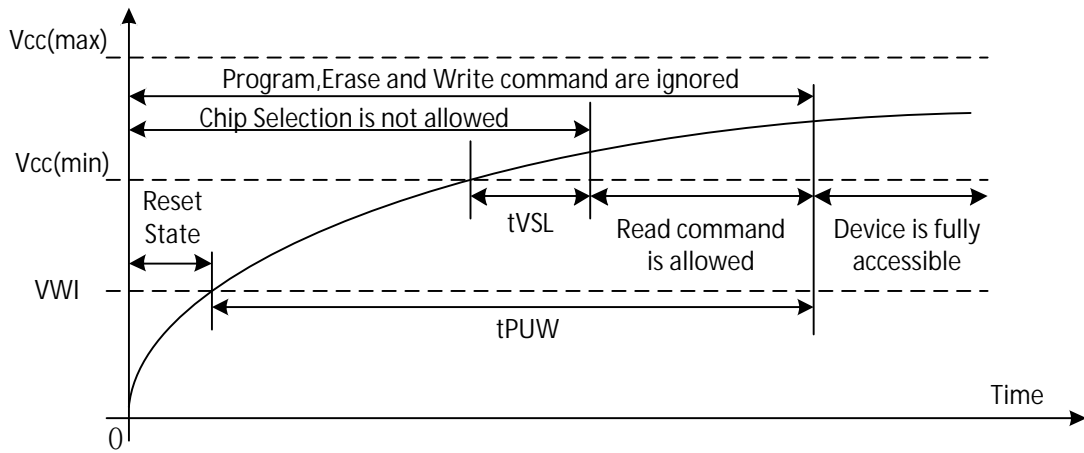 Vcc(max)
Program,Erase and Write command are ignored
Chip Selection is not allowed
Vcc(min)
Reset
State
tVSL
Read command
is allowed
Device is fully
accessible
VWI
tPUW
Time
0